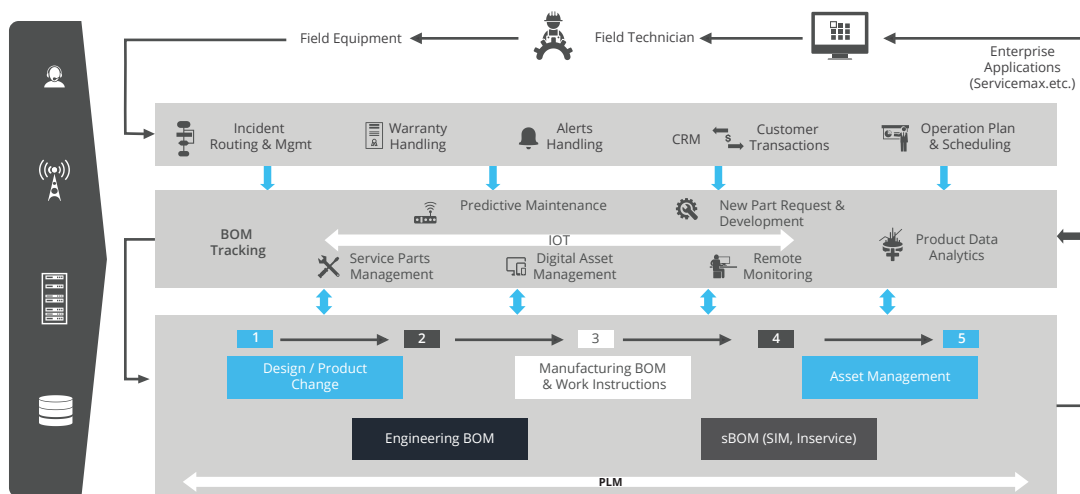 Field Equipment
Field Technician
Enterprise
Applications
(Servicemax.etc.)
Incident
Routing & Mgmt
Warranty
Handling
Alerts
Handling
CRM
$
Customer
Transactions
Operation Plan
& Scheduling
BOM
Tracking
Predictive Maintenance
New Part Request &
Development
IOT
Service Parts
Management
Digital Asset
Management
Remote
Monitoring
Product Data
Analytics
1
2
3
4
5
Design / Product
Change
Manufacturing BOM
& Work Instructions
Asset Management
Engineering BOM
sBOM (SIM, Inservice)
PLM